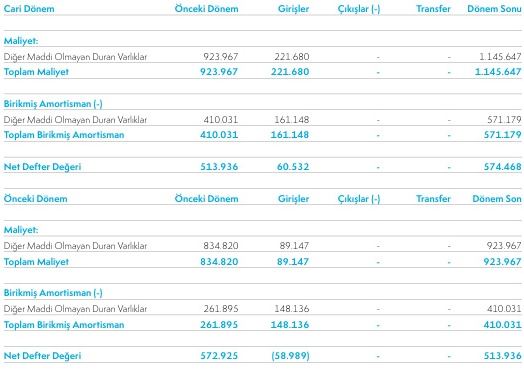 Cari Dönem Önceki Dönem Girişler Çıkışlar (-) Transfer Dönem Sonu
Maliyet:
Diğer Maddi Olmayan Duran Varlıklar 923.967 221.680 - - 1.145.647
Toplam Maliyet 923.967 221.680 - - 1.145.647
Birikmiş Amortisman (-)
Diğer Maddi Olmayan Duran Varlıklar 410.031 161.148 - - 571.179
Toplam Birikmiş Amortisman 410.031 161.148 - - 571.179
Net Defter Değeri 513.936 60.532 - - 574.468
Önceki Dönem Önceki Dönem Girişler Çıkışlar (-) Transfer Dönem Son
Maliyet:
Diğer Maddi Olmayan Duran Varlıklar 834.820 89.147 - - 923.967
Toplam Maliyet 834.820 89.147 - - 923.967
Birikmiş Amortisman (-)
Diğer Maddi Olmayan Duran Varlıklar 261.895 148.136 - - 410.031
Toplam Birikmiş Amortisman 261.895 148.136 - - 410.031
Net Defter Değeri 572.925 (58.989) - - 513.936